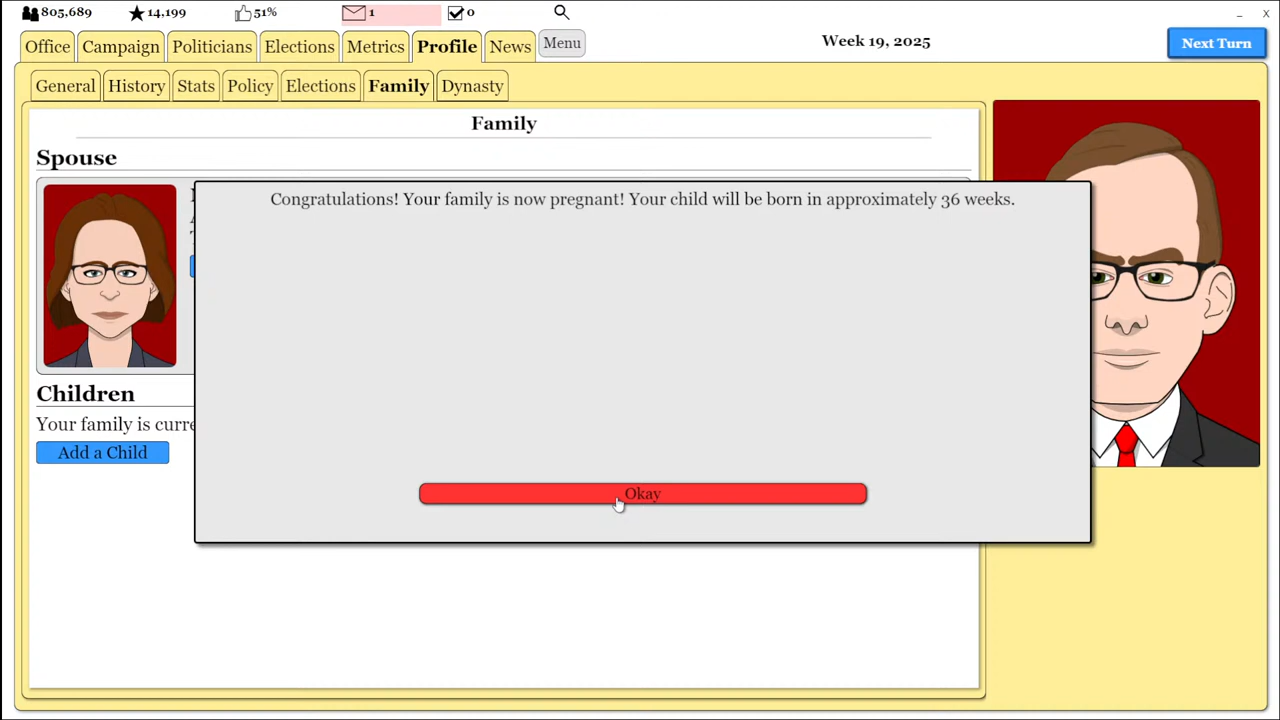 805,689 14,199 51% 1 0
_ X
Office Campaign Politicians Elections Metrics Profile News Menu
Week 19, 2025
Next Turn
General History Stats Policy Elections Family Dynasty
Family
Spouse
Congratulations! Your family is now pregnant! Your child will be born in approximately 36 weeks.
Children
Your family is curre
Add a Child
Okay